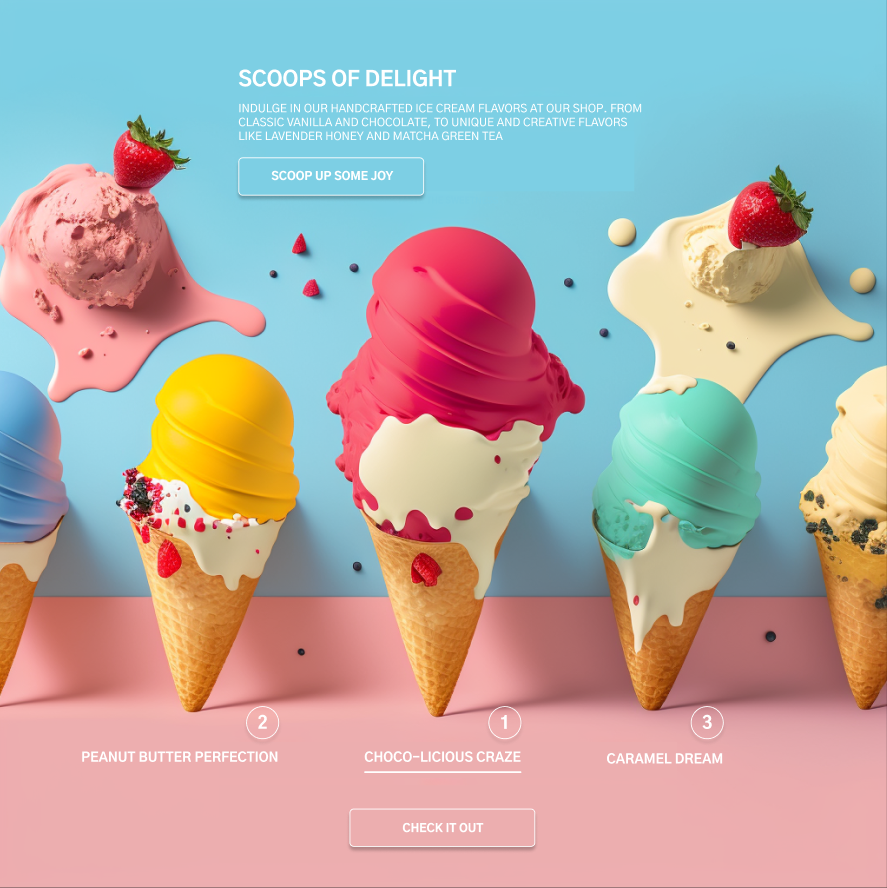 SCOOPS OF DELIGHT
INDULGE IN OUR HANDCRAFTED ICE CREAM FLAVORS AT OUR SHOP. FROM
CLASSIC VANILLA AND CHOCOLATE, TO UNIQUE AND CREATIVE FLAVORS
LIKE LAVENDER HONEY AND MATCHA GREEN TEA
SCOOP UP SOME JOY
2
PEANUT BUTTER PERFECTION
1
CHOCO-LICIOUS CRAZE
3
CARAMEL DREAM
CHECK IT OUT